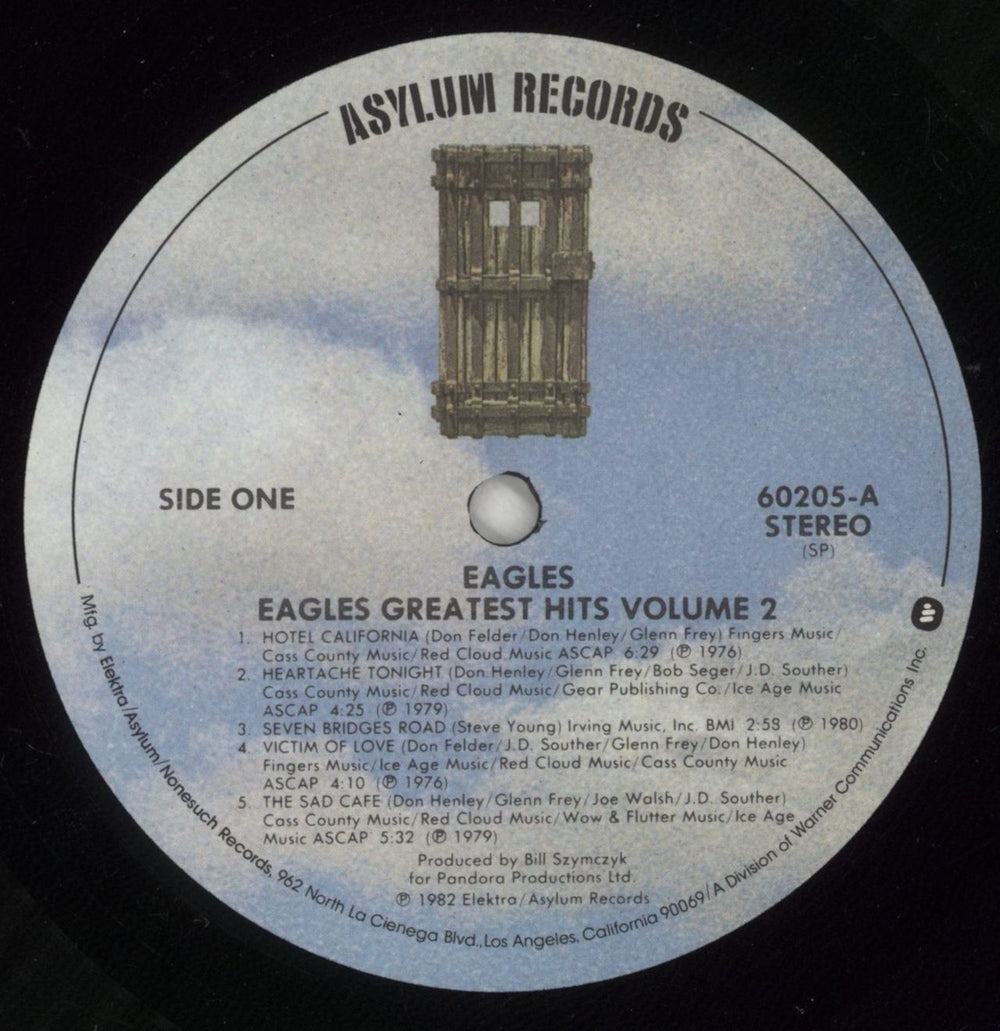 ASYLUM RECORDS
SIDE ONE
60205-A
STEREO
(SP)
EAGLES
EAGLES GREATEST HITS VOLUME 2
1. HOTEL CALIFORNIA (Don Felder/Don Henley/Glenn Frey) Fingers Music/
Cass County Music/Red Cloud Music ASCAP 6:29 (℗ 1976)
2. HEARTACHE TONIGHT (Don Henley/Glenn Frey/Bob Seger/J.D. Souther)
Cass County Music/Red Cloud Music/Gear Publishing Co./Ice Age Music
ASCAP 4:25 (℗ 1979)
3. SEVEN BRIDGES ROAD (Steve Young) Irving Music, Inc. BMI 2:58 (℗ 1980)
4. VICTIM OF LOVE (Don Felder/J.D. Souther/Glenn Frey/Don Henley)
Fingers Music/Ice Age Music/Red Cloud Music/Cass County Music
ASCAP 4:10 (℗ 1976)
5. THE SAD CAFE (Don Henley/Glenn Frey/Joe Walsh/J.D. Souther)
Cass County Music/Red Cloud Music/Wow & Flutter Music/Ice Age
Music ASCAP 5:32 (℗ 1979)
Produced by Bill Szymczyk
for Pandora Productions Ltd.
℗ 1982 Elektra/Asylum Records
Mfg. by Elektra/Asylum/Nonesuch Records, 962 North La Cienega Blvd., Los Angeles, California 90069/A Division of Warner Communications Inc.